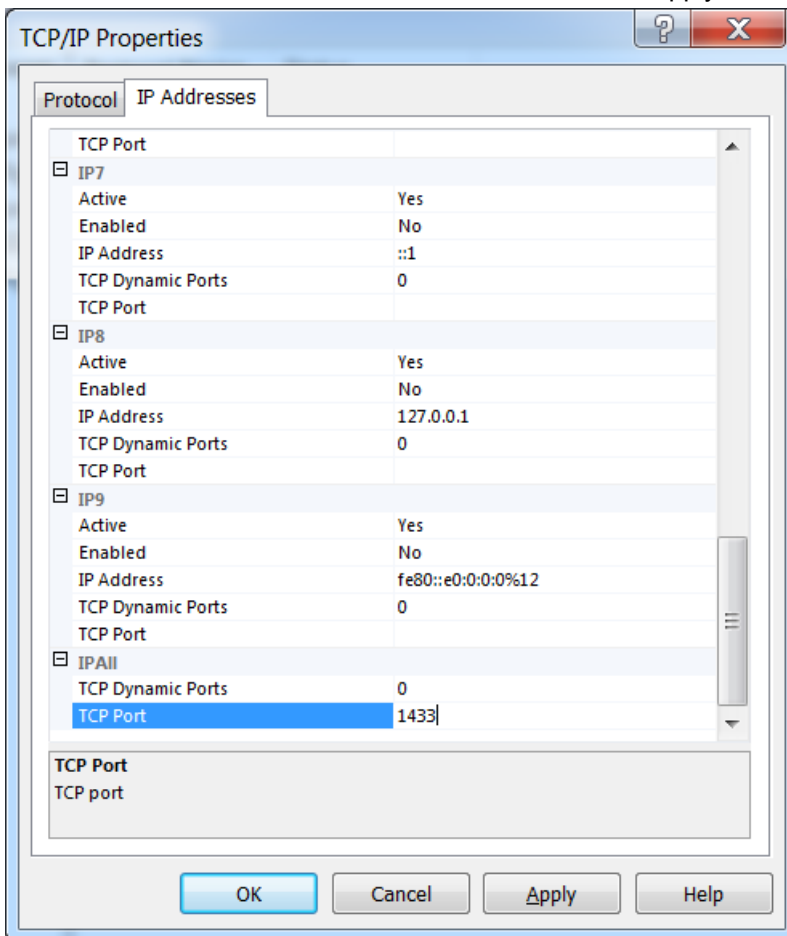 TCP/IP Properties
Protocol IP Addresses
TCP Port
IP7
Active Yes
Enabled No
IP Address ::1
TCP Dynamic Ports 0
TCP Port
IP8
Active Yes
Enabled No
IP Address 127.0.0.1
TCP Dynamic Ports 0
TCP Port
IP9
Active Yes
Enabled No
IP Address fe80::e0:0:0:0%12
TCP Dynamic Ports 0
TCP Port
IPAll
TCP Dynamic Ports 0
TCP Port 1433
TCP Port
TCP port
OK Cancel Apply Help